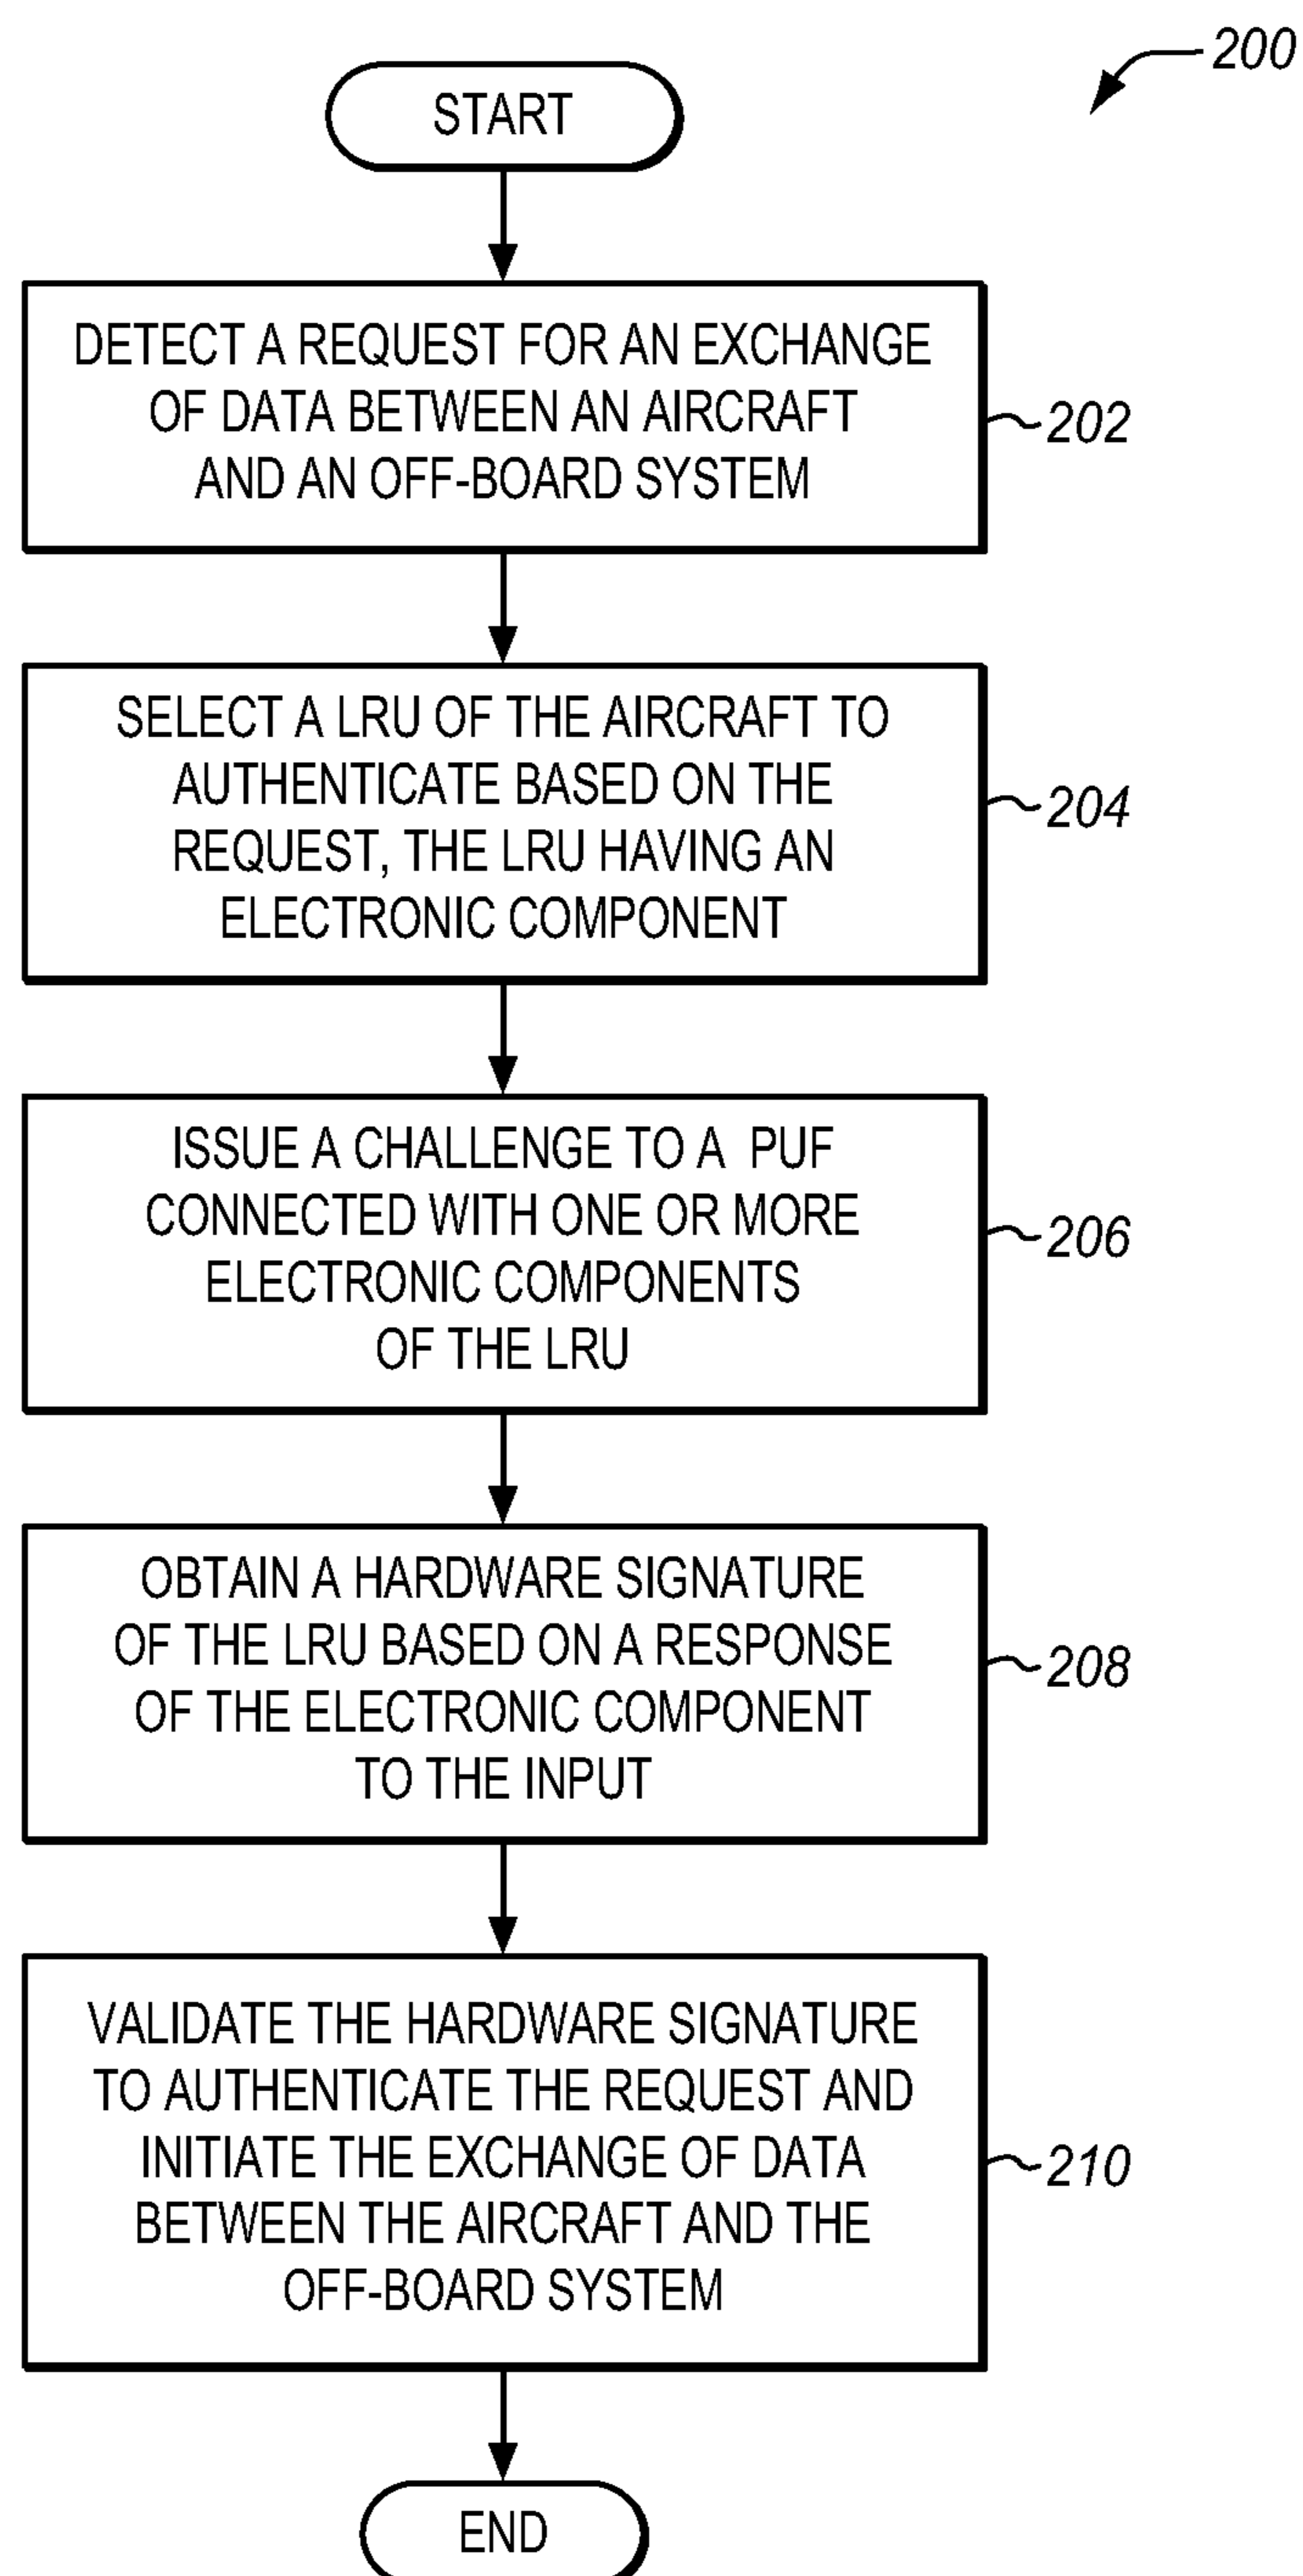 200
START
DETECT A REQUEST FOR AN EXCHANGE
OF DATA BETWEEN AN AIRCRAFT
AND AN OFF-BOARD SYSTEM
202
SELECT A LRU OF THE AIRCRAFT TO
AUTHENTICATE BASED ON THE
REQUEST, THE LRU HAVING AN
ELECTRONIC COMPONENT
204
ISSUE A CHALLENGE TO A PUF
CONNECTED WITH ONE OR MORE
ELECTRONIC COMPONENTS
OF THE LRU
206
OBTAIN A HARDWARE SIGNATURE
OF THE LRU BASED ON A RESPONSE
OF THE ELECTRONIC COMPONENT
TO THE INPUT
208
VALIDATE THE HARDWARE SIGNATURE
TO AUTHENTICATE THE REQUEST AND
INITIATE THE EXCHANGE OF DATA
BETWEEN THE AIRCRAFT AND THE
OFF-BOARD SYSTEM
210
END